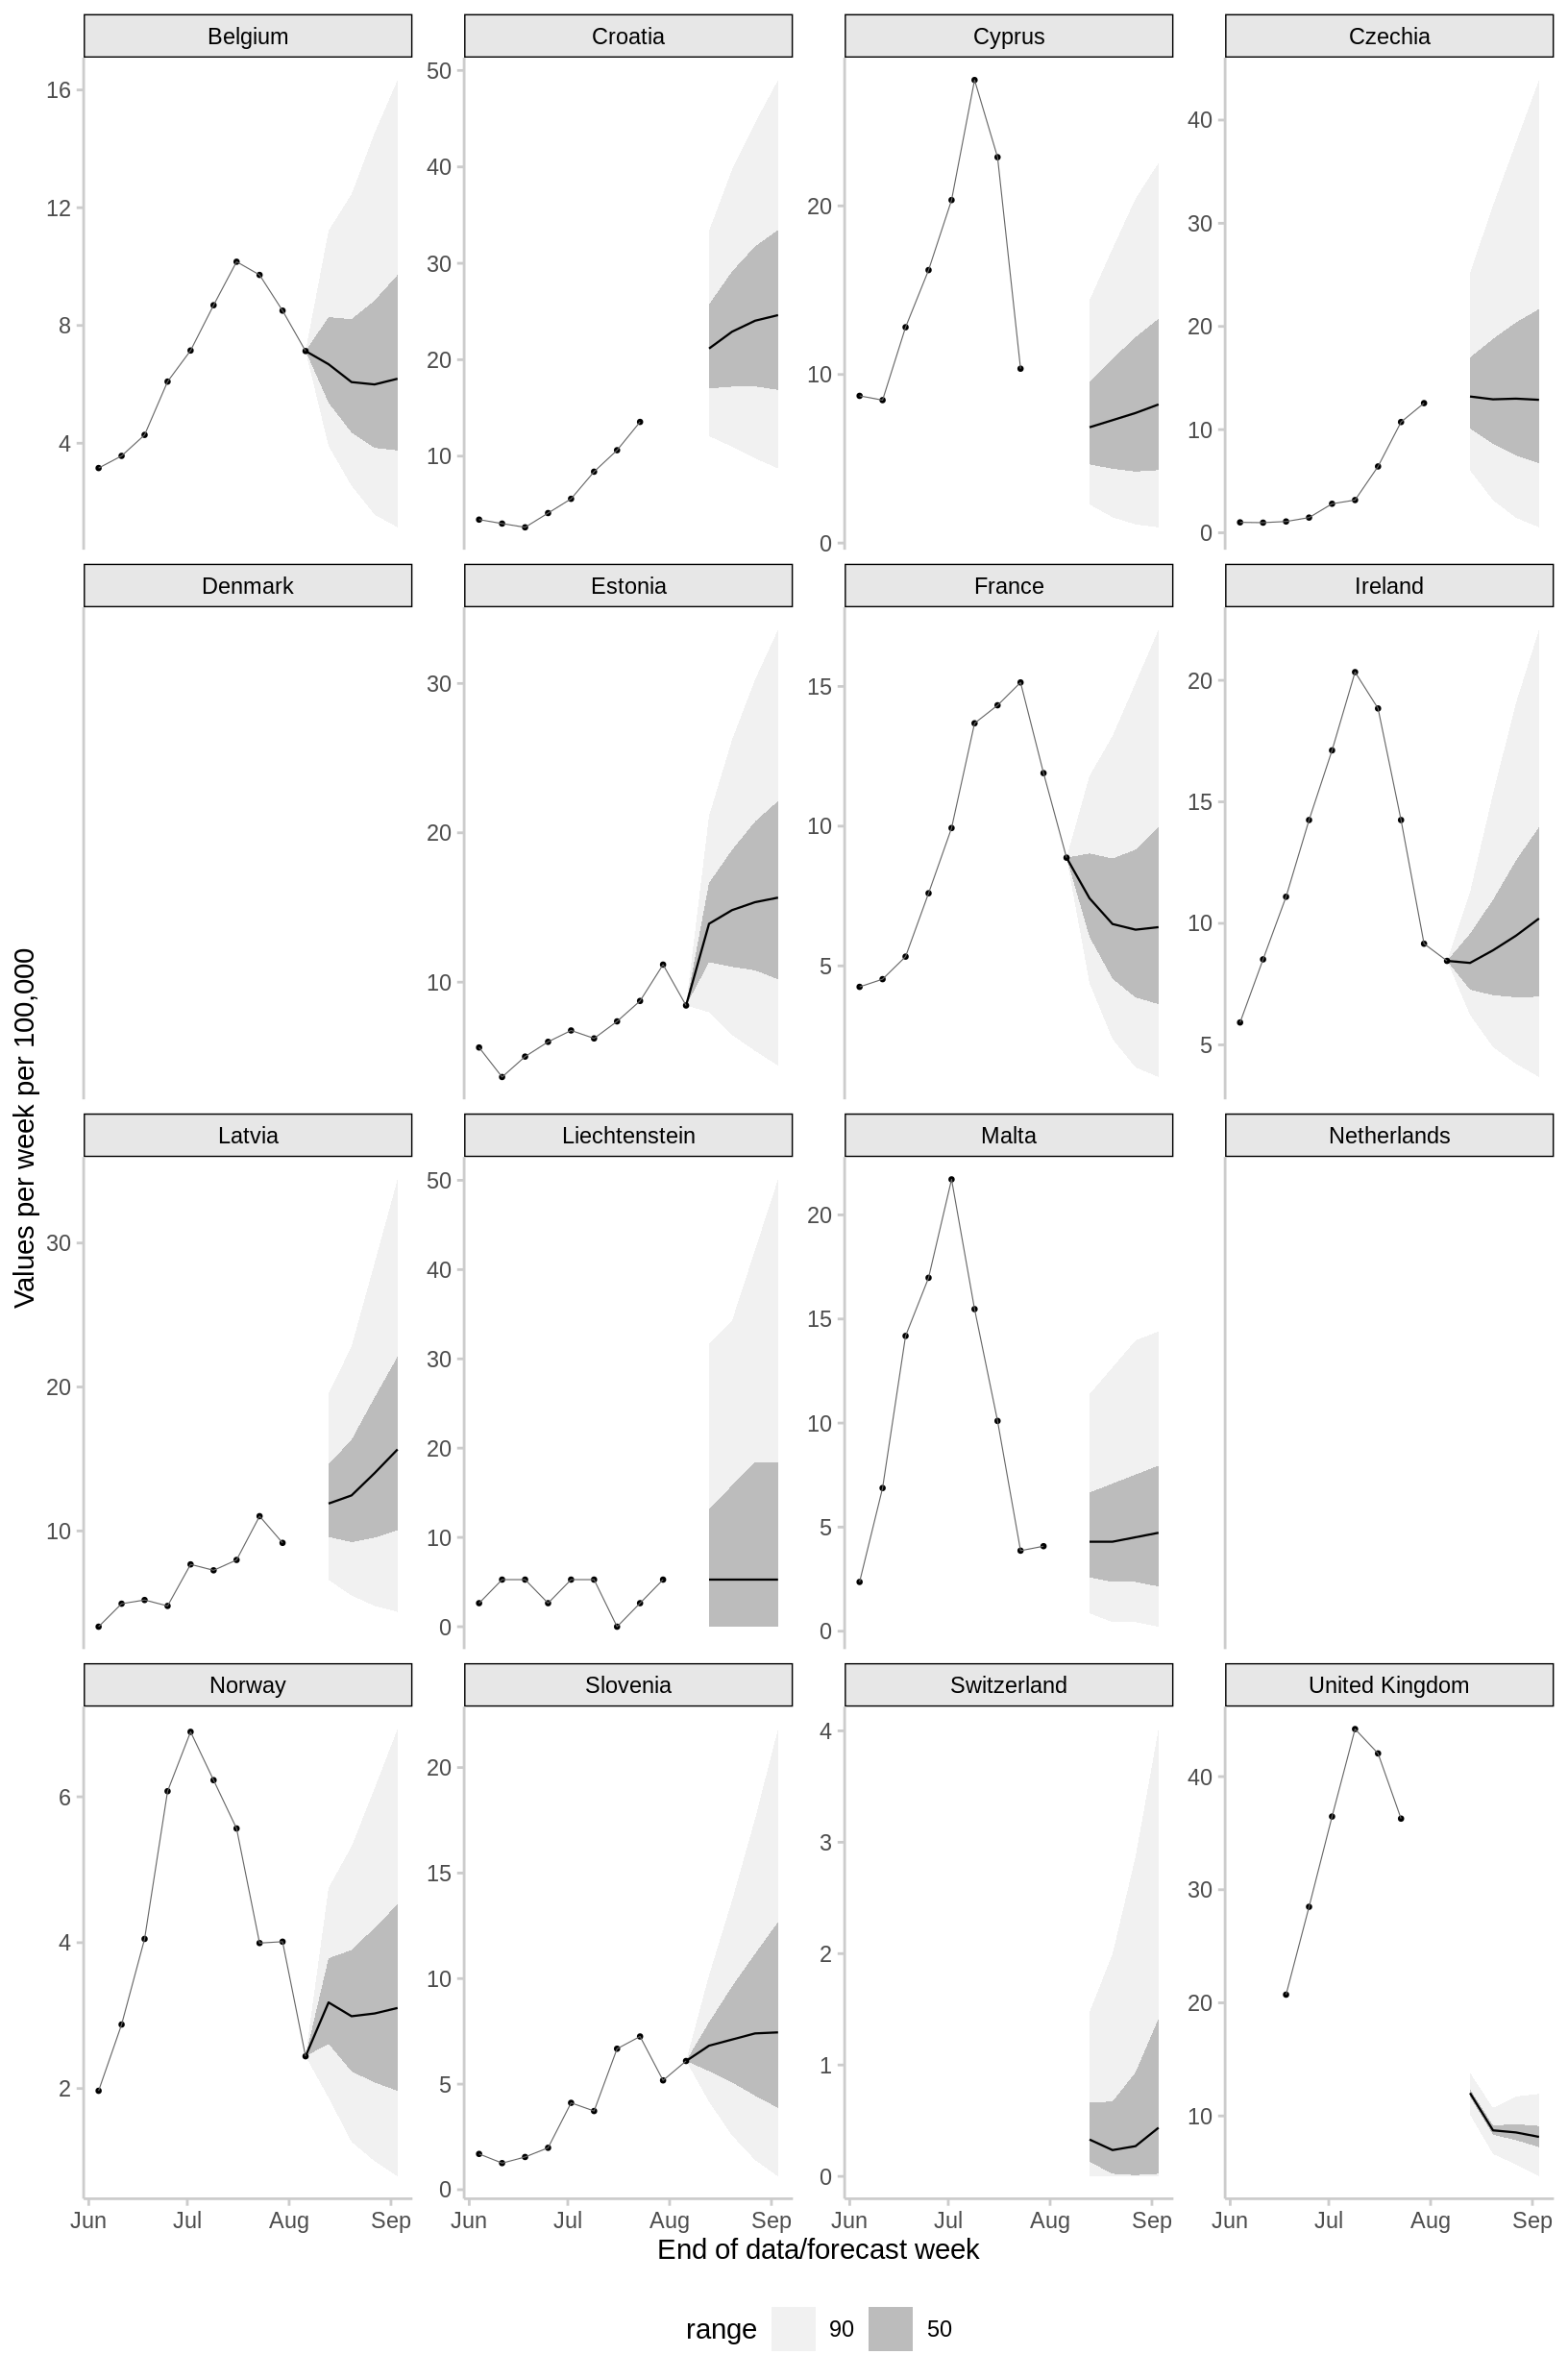 Belgium
Croatia
Cyprus
Czechia
16
12
8
4
50
40
30
20
10
20
10
0
40
30
20
10
0
Denmark
Estonia
France
Ireland
30
20
10
15
10
5
20
15
10
5
Values per week per 100,000
Latvia
Liechtenstein
Malta
Netherlands
30
20
10
50
40
30
20
10
0
20
15
10
5
0
Norway
Slovenia
Switzerland
United Kingdom
6
4
2
20
15
10
5
0
4
3
2
1
0
40
30
20
10
Jun Jul Aug Sep
Jun Jul Aug Sep
Jun Jul Aug Sep
Jun Jul Aug Sep
End of data/forecast week
range 90 50